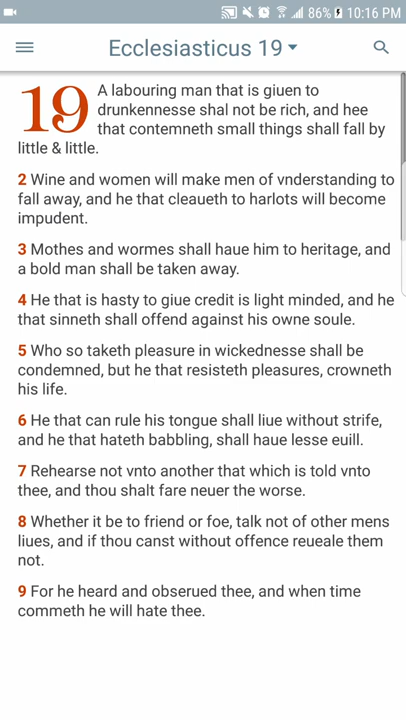 86% 10:16 PM
Ecclesiasticus 19
19 A labouring man that is giuen to
drunkennesse shal not be rich, and hee
that contemneth small things shall fall by
little & little.
2 Wine and women will make men of vnderstanding to
fall away, and he that cleaueth to harlots will become
impudent.
3 Mothes and wormes shall haue him to heritage, and
a bold man shall be taken away.
4 He that is hasty to giue credit is light minded, and he
that sinneth shall offend against his owne soule.
5 Who so taketh pleasure in wickednesse shall be
condemned, but he that resisteth pleasures, crowneth
his life.
6 He that can rule his tongue shall liue without strife,
and he that hateth babbling, shall haue lesse euill.
7 Rehearse not vnto another that which is told vnto
thee, and thou shalt fare neuer the worse.
8 Whether it be to friend or foe, talk not of other mens
liues, and if thou canst without offence reueale them
not.
9 For he heard and obserued thee, and when time
commeth he will hate thee.